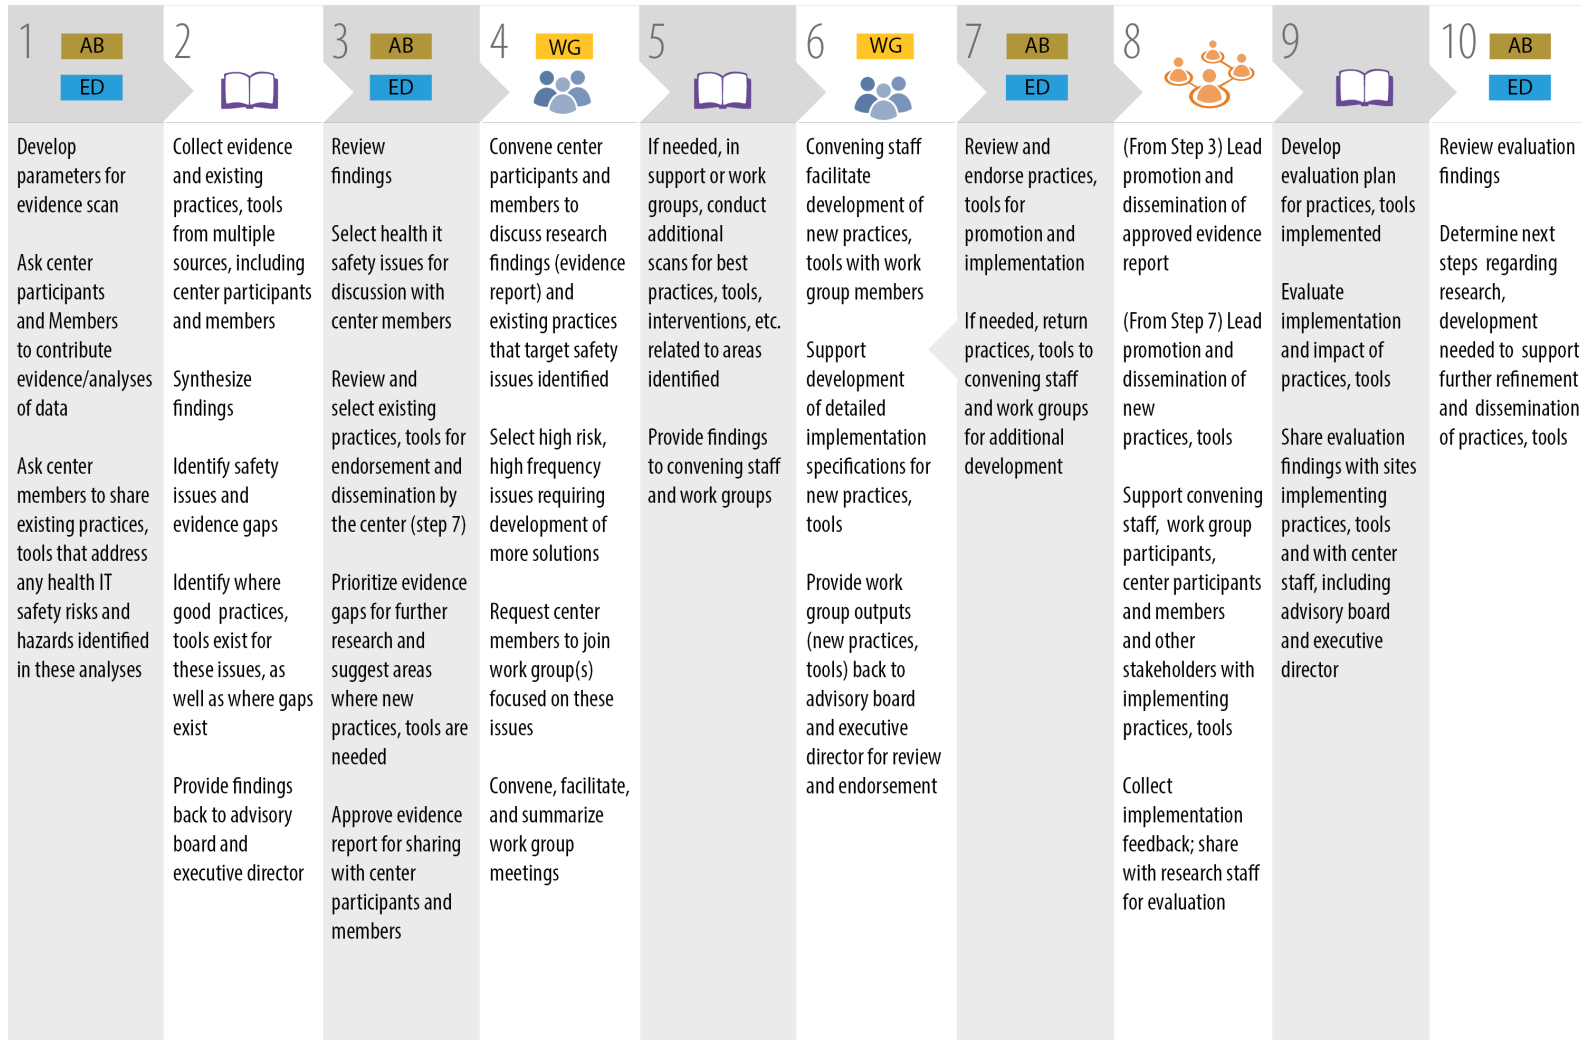 1
AB
ED
Develop
parameters for
evidence scan
Ask center
participants
and Members
to contribute
evidence/analyses
of data
Ask center
members to share
existing practices,
tools that address
any health IT
safety risks and
hazards identified
in these analyses
2
Collect evidence
and existing
practices, tools
from multiple
sources, including
center participants
and members
Synthesize
findings
Identify safety
issues and
evidence gaps
Identify where
good practices,
tools exist for
these issues, as
well as where gaps
exist
Provide findings
back to advisory
board and
executive director
3
AB
ED
Review
findings
Select health it
safety issues for
discussion with
center members
Review and
select existing
practices, tools for
endorsement and
dissemination by
the center (step 7)
Prioritize evidence
gaps for further
research and
suggest areas
where new
practices, tools are
needed
Approve evidence
report for sharing
with center
participants and
members
4
WG
Convene center
participants and
members to
discuss research
findings (evidence
report) and
existing practices
that target safety
issues identified
Select high risk,
high frequency
issues requiring
development of
more solutions
Request center
members to join
work group(s)
focused on these
issues
Convene, facilitate,
and summarize
work group
meetings
5
If needed, in
support or work
groups, conduct
additional
scans for best
practices, tools,
interventions, etc.
related to areas
identified
Provide findings
to convening staff
and work groups
6
WG
Convening staff
facilitate
development of
new practices,
tools with work
group members
Support
development
of detailed
implementation
specifications for
new practices,
tools
Provide work
group outputs
(new practices,
tools) back to
advisory board
and executive
director for review
and endorsement
7
AB
ED
Review and
endorse practices,
tools for
promotion and
implementation
If needed, return
practices, tools to
convening staff
and work groups
for additional
development
8
(From Step 3) Lead
promotion and
dissemination of
approved evidence
report
(From Step 7) Lead
promotion and
dissemination of
new
practices, tools
Support convening
staff, work group
participants,
center participants
and members
and other
stakeholders with
implementing
practices, tools
Collect
implementation
feedback; share
with research staff
for evaluation
9
Develop
evaluation plan
for practices, tools
implemented
Evaluate
implementation
and impact of
practices, tools
Share evaluation
findings with sites
implementing
practices, tools
and with center
staff, including
advisory board
and executive
director
10
AB
ED
Review evaluation
findings
Determine next
steps regarding
research,
development
needed to support
further refinement
and dissemination
of practices, tools